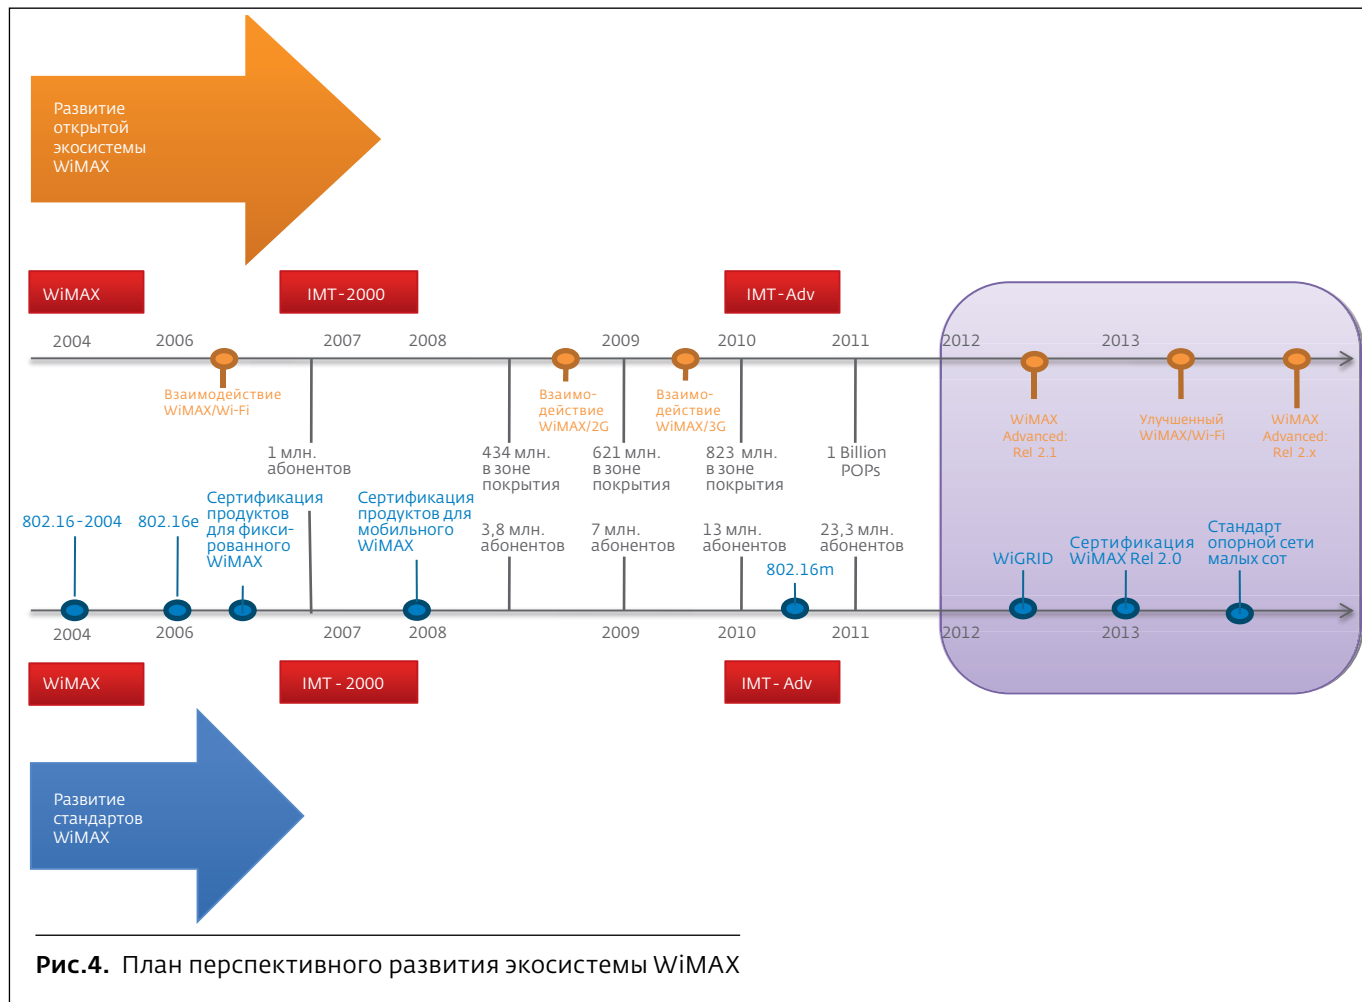 Развитие
открытой
экосистемы
WiMAX
WiMAX
IMT-2000
IMT-Adv
2004
2006
2007
2008
2009
2010
2011
2012
2013
Взаимодействие
WiMAX/Wi-Fi
Взаимо-
действие
WiMAX/2G
Взаимо-
действие
WiMAX/3G
WiMAX
Advanced:
Rel 2.1
Улучшенный
WiMAX/Wi-Fi
WiMAX
Advanced:
Rel 2.x
1 млн.
абонентов
434 млн.
в зоне
покрытия
621 млн.
в зоне
покрытия
823 млн.
в зоне
покрытия
1 Billion
POPs
802.16-2004
802.16e
Сертификация
продуктов
для фикси-
рованного
WiMAX
Сертификация
продуктов для
мобильного
WiMAX
3,8 млн.
абонентов
7 млн.
абонентов
13 млн.
абонентов
23,3 млн.
абонентов
802.16m
WiGRID
Сертификация
WiMAX Rel 2.0
Стандарт
опорной сети
малых сот
2004
2006
2007
2008
2009
2010
2011
2012
2013
WiMAX
IMT - 2000
IMT - Adv
Развитие
стандартов
WiMAX
Рис.4. План перспективного развития экосистемы WiMAX